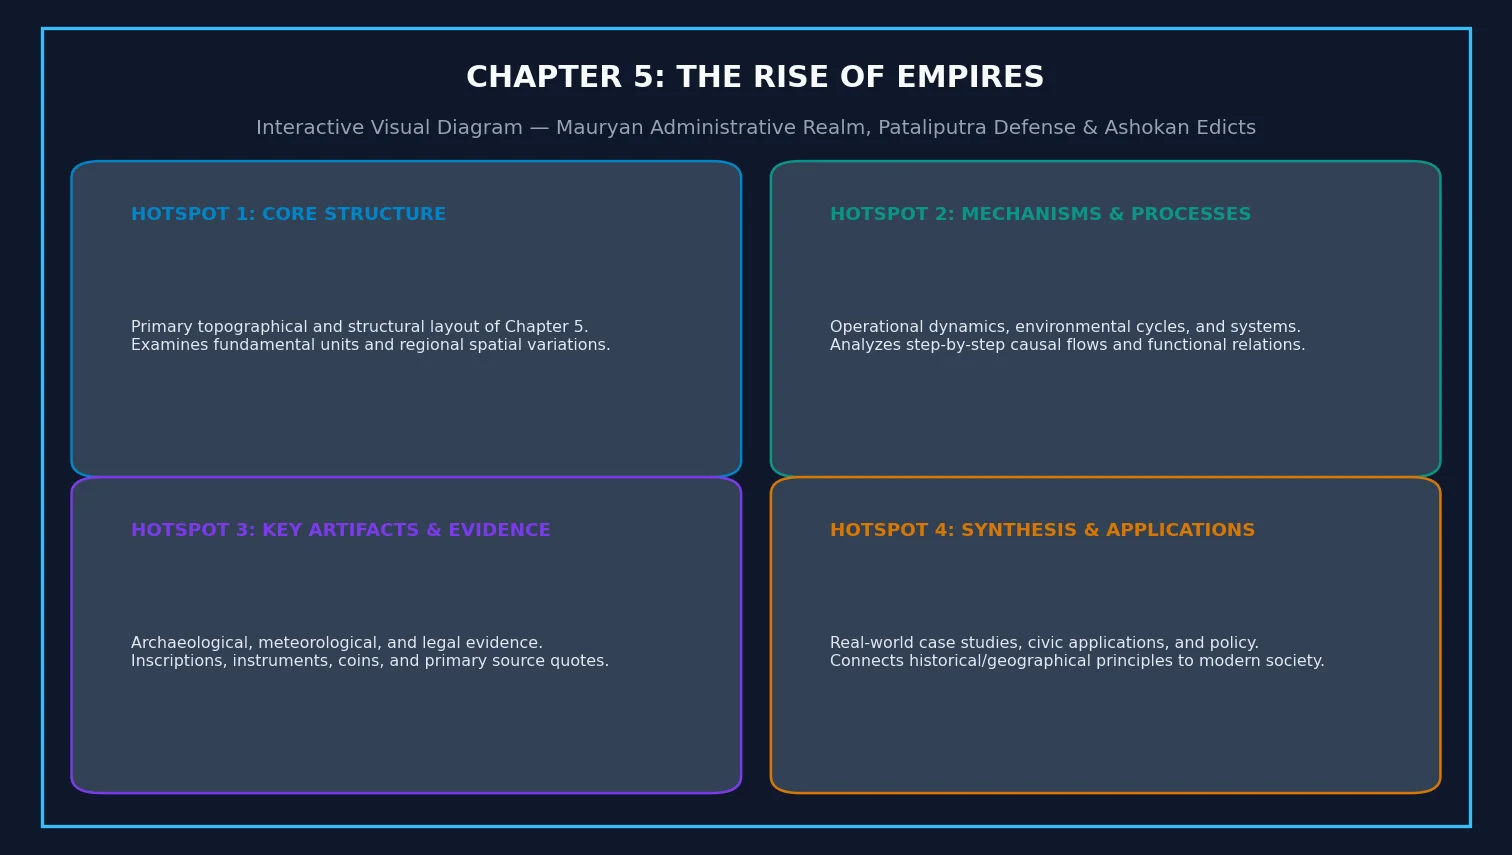 CHAPTER 5: THE RISE OF EMPIRES
Interactive Visual Diagram — Mauryan Administrative Realm, Pataliputra Defense & Ashokan Edicts
HOTSPOT 1: CORE STRUCTURE
Primary topographical and structural layout of Chapter 5.
Examines fundamental units and regional spatial variations.
HOTSPOT 2: MECHANISMS & PROCESSES
Operational dynamics, environmental cycles, and systems.
Analyzes step-by-step causal flows and functional relations.
HOTSPOT 3: KEY ARTIFACTS & EVIDENCE
Archaeological, meteorological, and legal evidence.
Inscriptions, instruments, coins, and primary source quotes.
HOTSPOT 4: SYNTHESIS & APPLICATIONS
Real-world case studies, civic applications, and policy.
Connects historical/geographical principles to modern society.